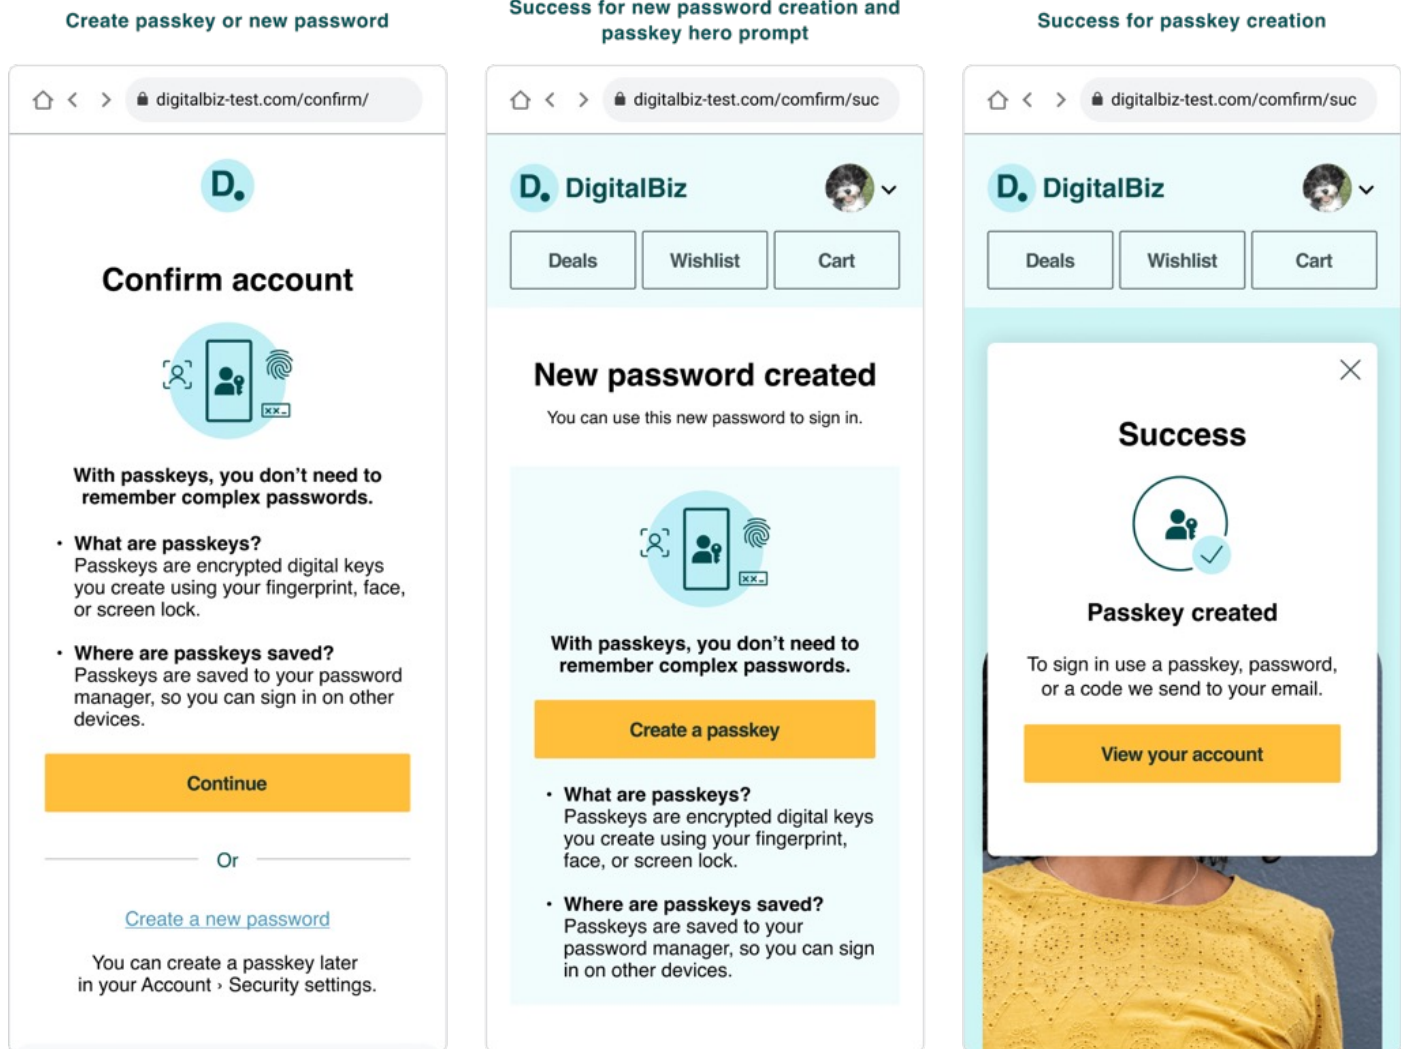 Create passkey or new password
digitalbiz-test.com/confirm/
D.
Confirm account
xx-
With passkeys, you don't need to
remember complex passwords.
• What are passkeys?
Passkeys are encrypted digital keys
you create using your fingerprint, face,
or screen lock.
• Where are passkeys saved?
Passkeys are saved to your password
manager, so you can sign in on other
devices.
Continue
Or
Create a new password
You can create a passkey later
in your Account › Security settings.
Success for new password creation and
passkey hero prompt
digitalbiz-test.com/comfirm/suc
D. DigitalBiz
Deals Wishlist Cart
New password created
You can use this new password to sign in.
xx-
With passkeys, you don't need to
remember complex passwords.
Create a passkey
• What are passkeys?
Passkeys are encrypted digital keys
you create using your fingerprint,
face, or screen lock.
• Where are passkeys saved?
Passkeys are saved to your
password manager, so you can sign
in on other devices.
Success for passkey creation
digitalbiz-test.com/comfirm/suc
D. DigitalBiz
Deals Wishlist Cart
Success
Passkey created
To sign in use a passkey, password,
or a code we send to your email.
View your account